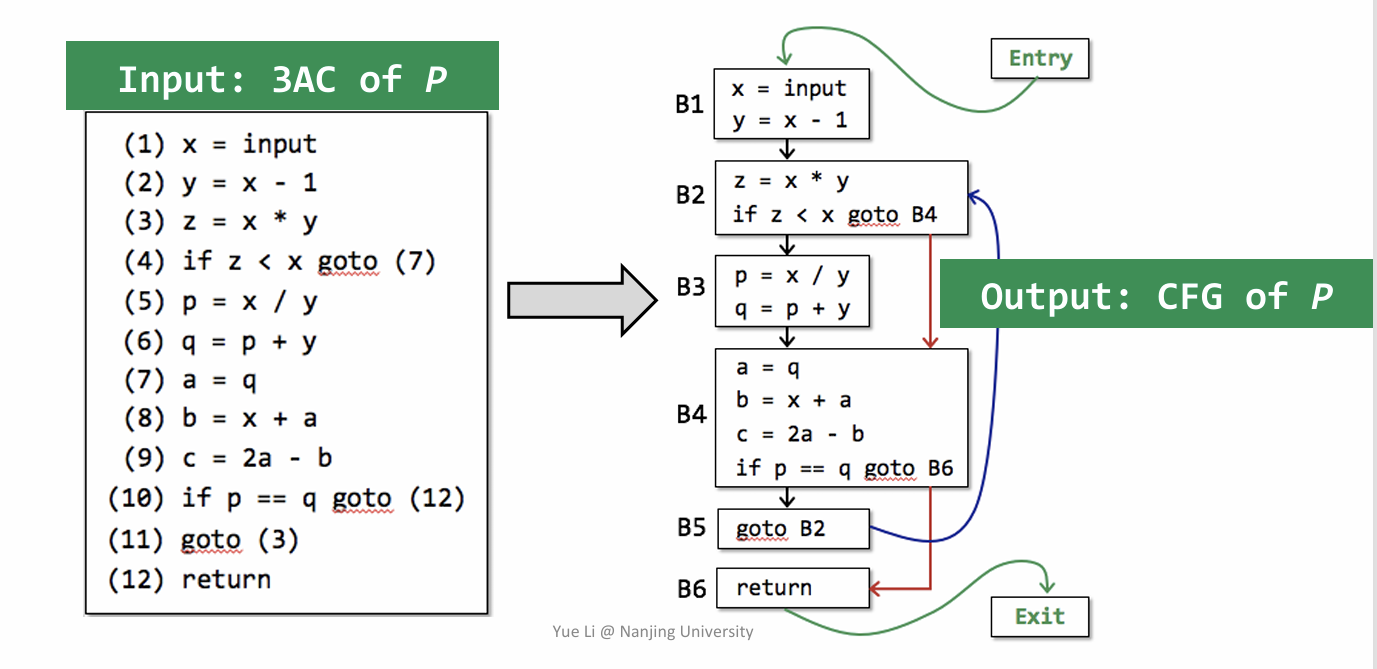 Input: 3AC of P
(1) x = input
(2) y = x - 1
(3) z = x * y
(4) if z < x goto (7)
(5) p = x / y
(6) q = p + y
(7) a = q
(8) b = x + a
(9) c = 2a - b
(10) if p == q goto (12)
(11) goto (3)
(12) return
Entry
B1
x = input
y = x - 1
B2
z = x * y
if z < x goto B4
B3
p = x / y
q = p + y
Output: CFG of P
B4
a = q
b = x + a
c = 2a - b
if p == q goto B6
B5
goto B2
B6
return
Exit
Yue Li @ Nanjing University